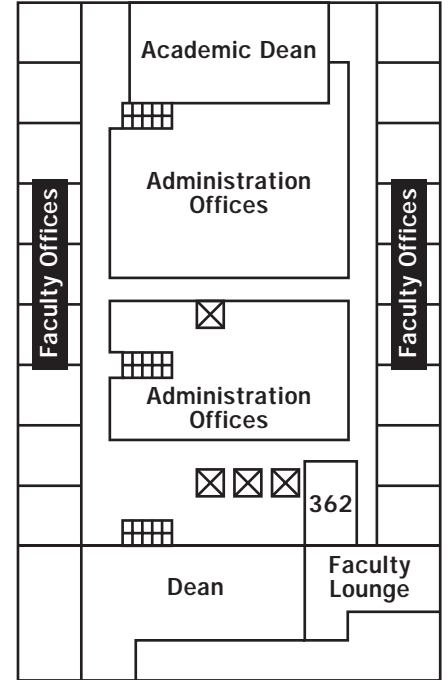 Academic Dean
Administration
Offices
Faculty Offices
Faculty Offices
Administration
Offices
362
Dean
Faculty
Lounge